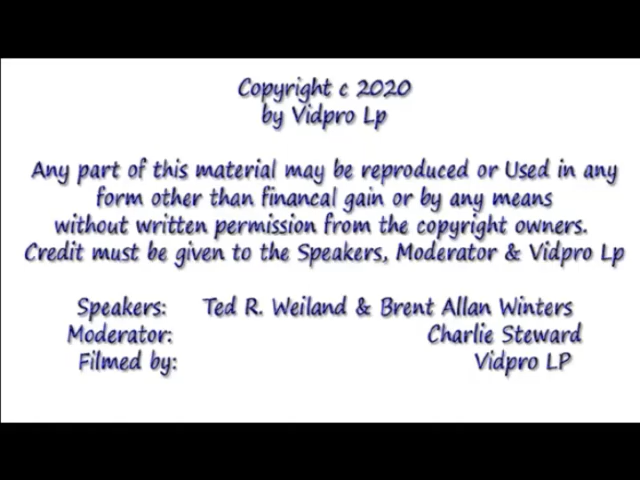 Copyright c 2020
by Vidpro Lp
Any part of this material may be reproduced or Used in any
form other than financal gain or by any means
without written permission from the copyright owners.
Credit must be given to the Speakers, Moderator & Vidpro Lp
Speakers: Ted R. Weiland & Brent Allan Winters
Moderator: Charlie Steward
Filmed by: Vidpro LP